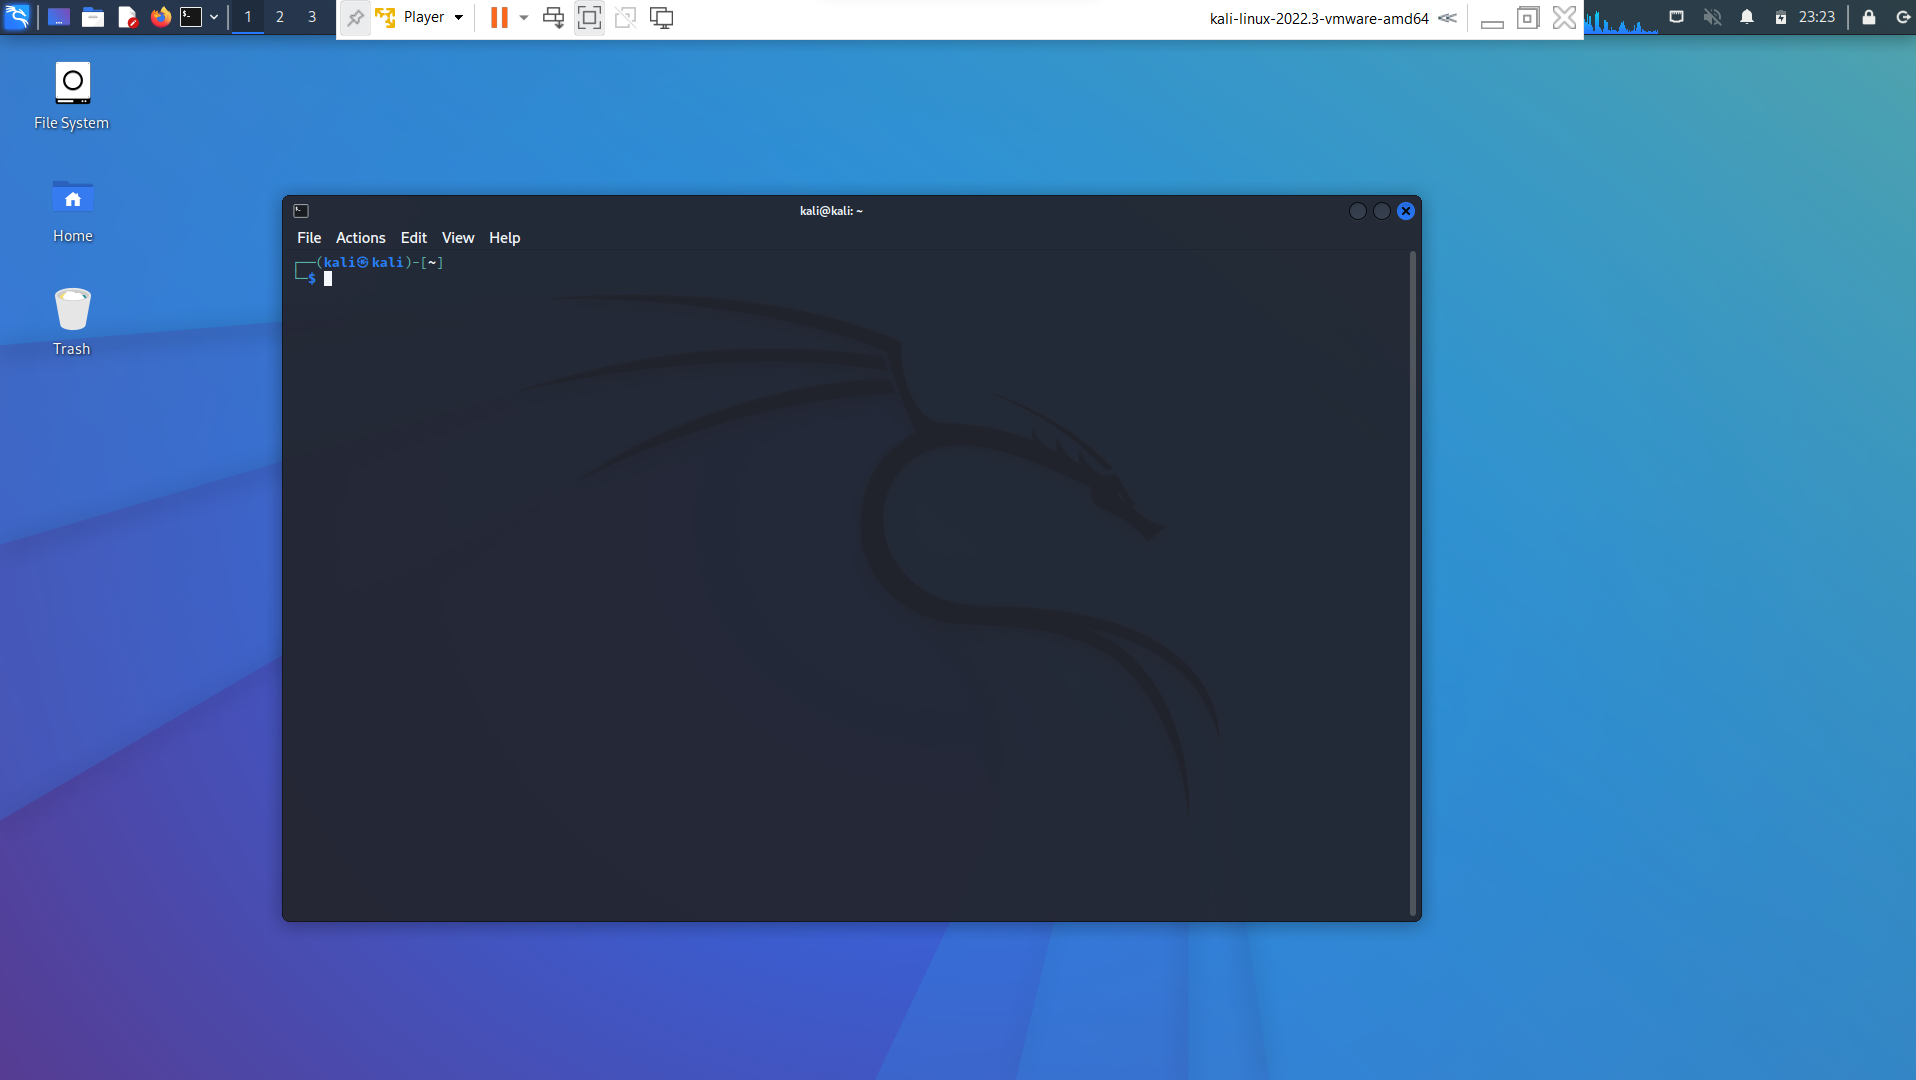 1 2 3 Player kali-linux-2022.3-vmware-amd64 23:23
File System
Home
Trash
kali@kali: ~
File Actions Edit View Help
┌──(kali㉿kali)-[~]
└─$